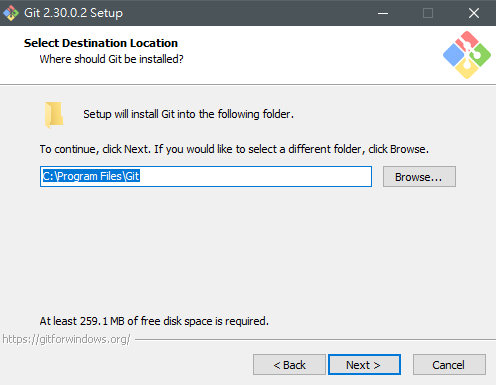 Git 2.30.0.2 Setup
Select Destination Location
Where should Git be installed?
Setup will install Git into the following folder.
To continue, click Next. If you would like to select a different folder, click Browse.
C:\Program Files\Git
Browse...
At least 259.1 MB of free disk space is required.
https://gitforwindows.org/
< Back
Next >
Cancel